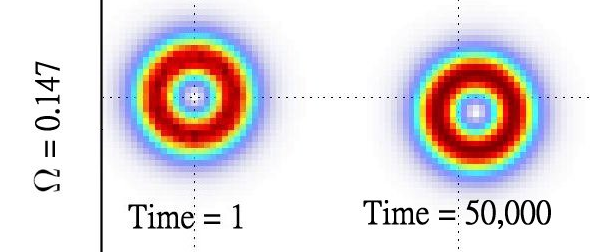 Ω = 0.147
Time = 1
Time = 50,000